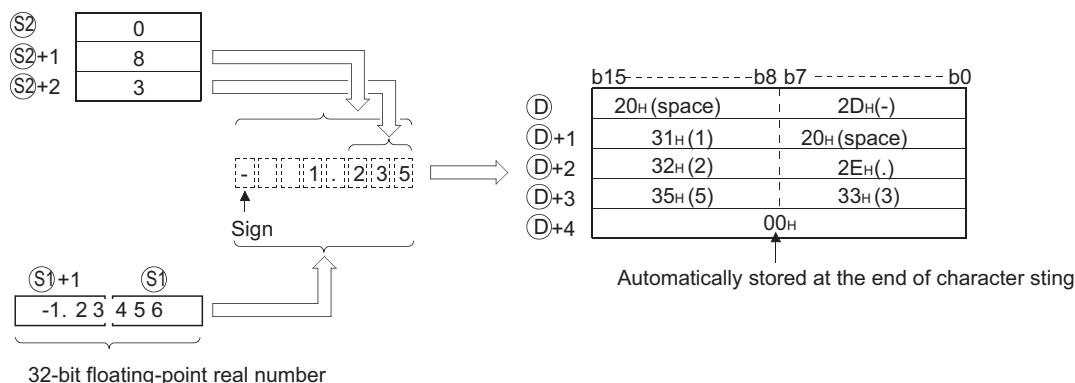 S2 0
S2+1 8
S2+2 3
- 1 . 2 3 5
Sign
S1+1 S1
-1. 2 3 4 5 6
32-bit floating-point real number
b15 b8 b7 b0
D 20H (space) 2DH (-)
D+1 31H (1) 20H (space)
D+2 32H (2) 2EH (.)
D+3 35H (5) 33H (3)
D+4 00H
Automatically stored at the end of character sting